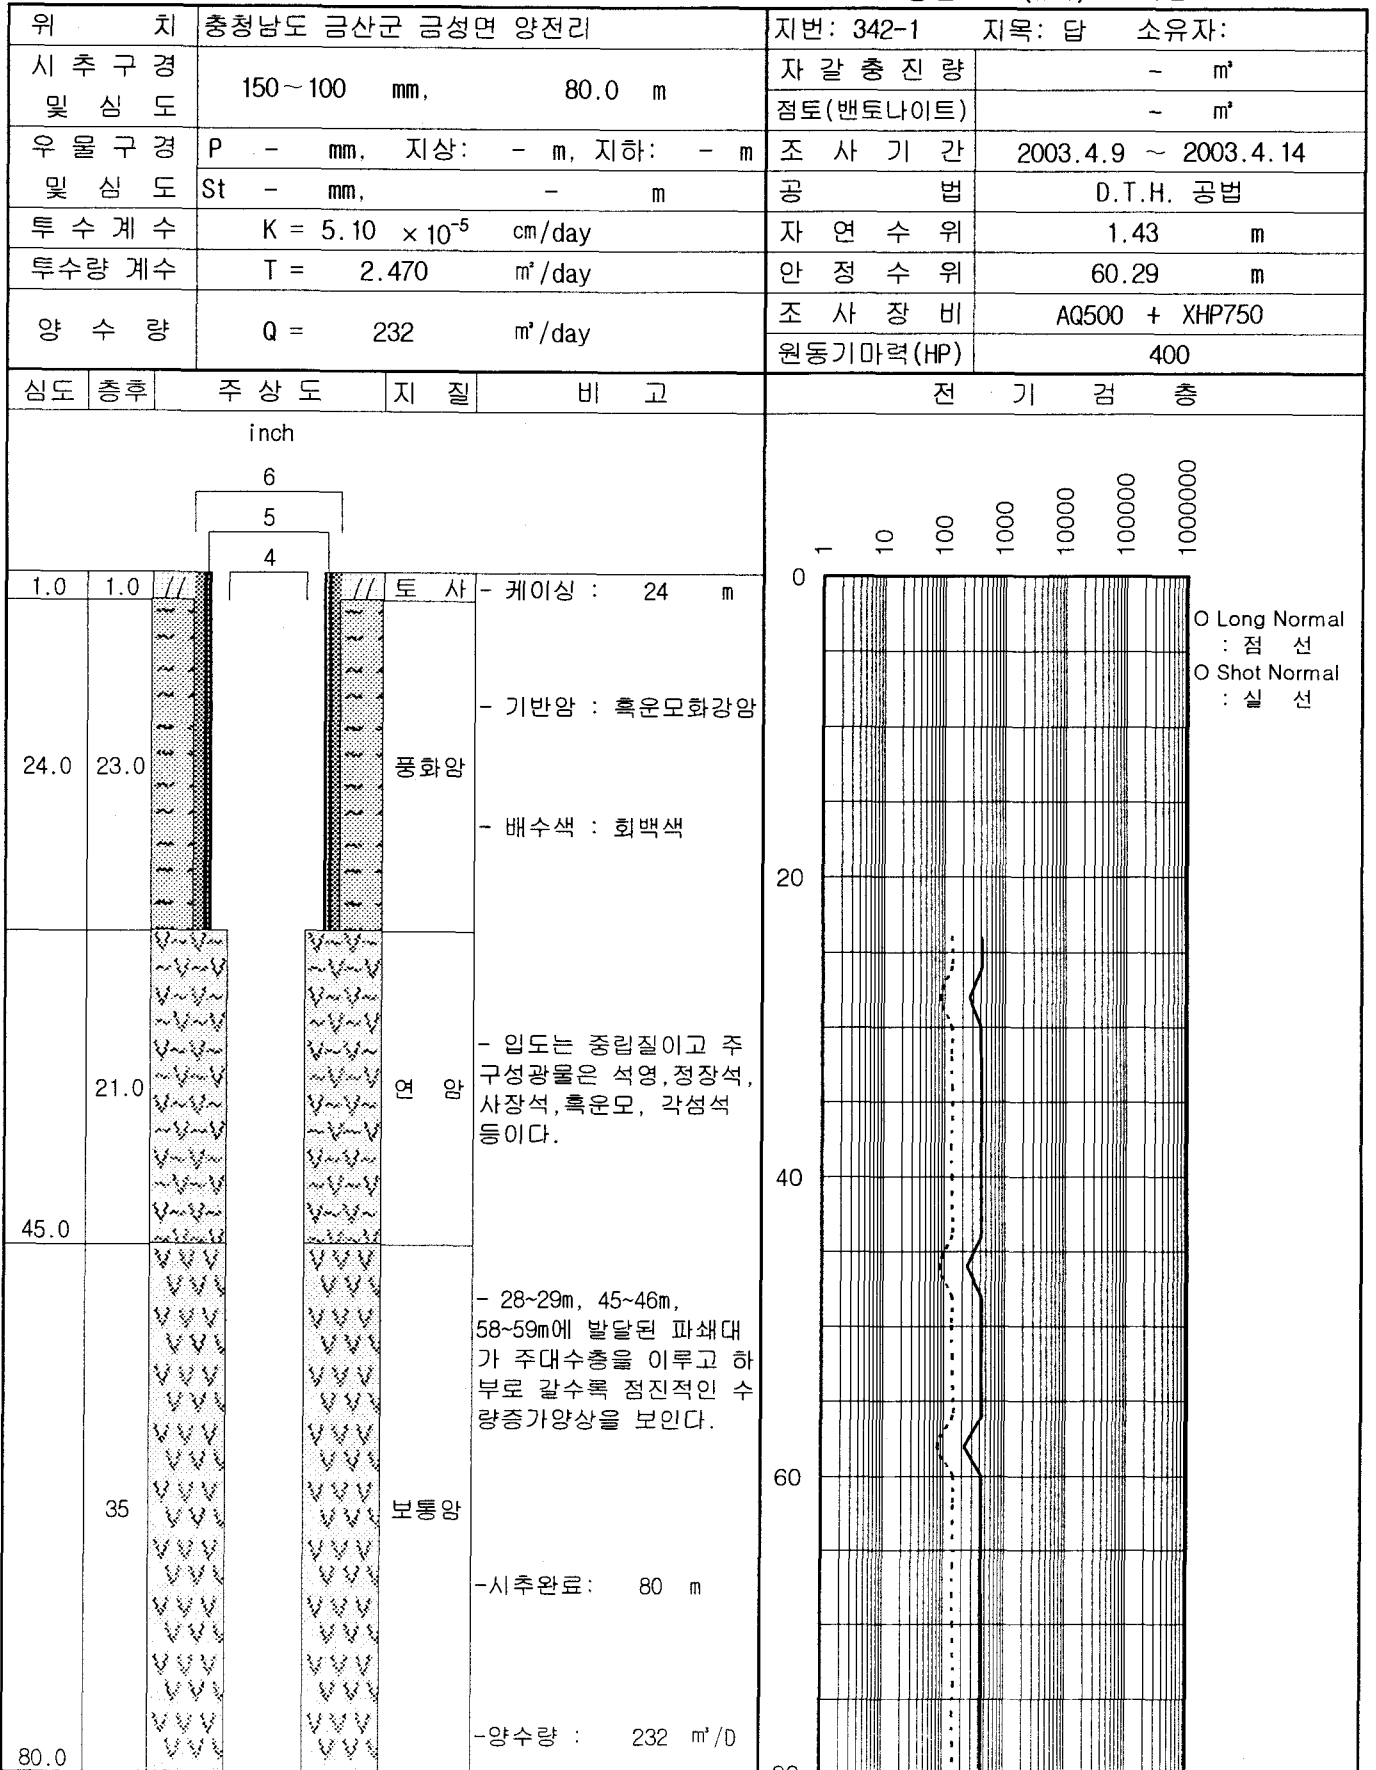 위 치 충청남도 금산군 금성면 양전리 지번: 342-1 지목: 답 소유자:
시추구경 및 심도 150~100 mm, 80.0 m
자갈충진량 - m³
점토(밴토나이트) - m³
우물구경 및 심도 P - mm, 지상: - m, 지하: - m
St - mm, - m
조사기간 2003.4.9 ~ 2003.4.14
공 법 D.T.H. 공법
투수계수 K = 5.10 ×10⁻⁵ cm/day
자연수위 1.43 m
투수량계수 T = 2.470 m²/day
안정수위 60.29 m
양수량 Q = 232 m³/day
조사장비 AQ500 + XHP750
원동기마력(HP) 400
심도 층후 주상도 지질 비고 전기검층
inch
6
5
4
1 10 100 1000 10000 100000 1000000
1.0 1.0 토사 - 케이싱 : 24 m
0
O Long Normal
: 점 선
O Shot Normal
: 실 선
- 기반암 : 흑운모화강암
24.0 23.0 풍화암
- 배수색 : 회백색
20
- 입도는 중립질이고 주
구성광물은 석영,정장석,
사장석,흑운모, 각섬석
등이다.
21.0 연 암
40
45.0
- 28~29m, 45~46m,
58~59m에 발달된 파쇄대
가 주대수층을 이루고 하
부로 갈수록 점진적인 수
량증가양상을 보인다.
60
35 보통암
-시추완료: 80 m
-양수량 : 232 m³/D
80.0